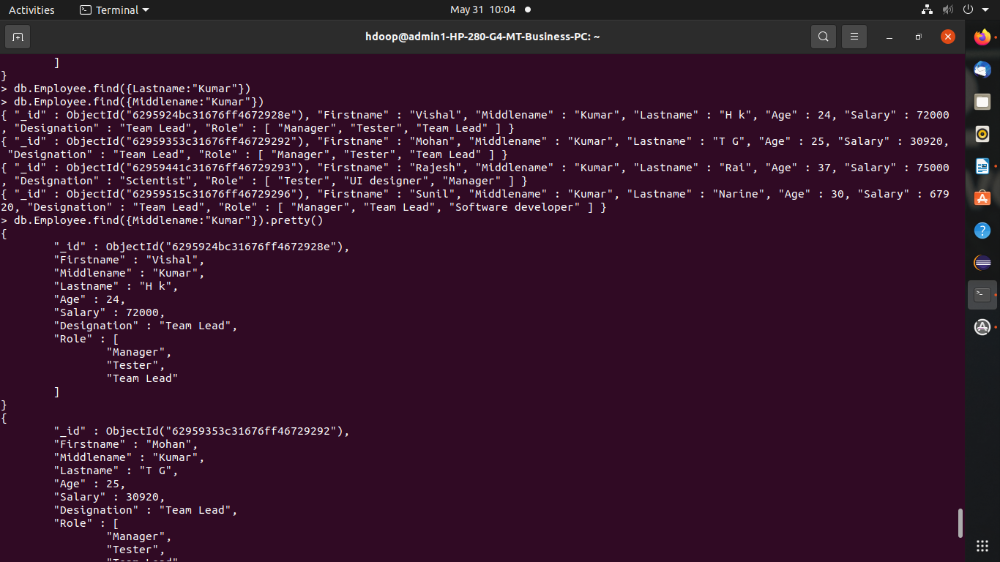 Activities
Terminal
May 31 10:04
hdoop@admin1-HP-280-G4-MT-Business-PC: ~
        ]
}
> db.Employee.find({Lastname:"Kumar"})
> db.Employee.find({Middlename:"Kumar"})
{ "_id" : ObjectId("6295924bc31676ff4672928e"), "Firstname" : "Vishal", "Middlename" : "Kumar", "Lastname" : "H k", "Age" : 24, "Salary" : 72000
, "Designation" : "Team Lead", "Role" : [ "Manager", "Tester", "Team Lead" ] }
{ "_id" : ObjectId("62959353c31676ff46729292"), "Firstname" : "Mohan", "Middlename" : "Kumar", "Lastname" : "T G", "Age" : 25, "Salary" : 30920,
 "Designation" : "Team Lead", "Role" : [ "Manager", "Tester", "Team Lead" ] }
{ "_id" : ObjectId("62959441c31676ff46729293"), "Firstname" : "Rajesh", "Middlename" : "Kumar", "Lastname" : "Rai", "Age" : 37, "Salary" : 75000
, "Designation" : "Scientist", "Role" : [ "Tester", "UI designer", "Manager" ] }
{ "_id" : ObjectId("62959515c31676ff46729296"), "Firstname" : "Sunil", "Middlename" : "Kumar", "Lastname" : "Narine", "Age" : 30, "Salary" : 679
20, "Designation" : "Team Lead", "Role" : [ "Manager", "Team Lead", "Software developer" ] }
> db.Employee.find({Middlename:"Kumar"}).pretty()
{
        "_id" : ObjectId("6295924bc31676ff4672928e"),
        "Firstname" : "Vishal",
        "Middlename" : "Kumar",
        "Lastname" : "H k",
        "Age" : 24,
        "Salary" : 72000,
        "Designation" : "Team Lead",
        "Role" : [
                "Manager",
                "Tester",
                "Team Lead"
        ]
}
{
        "_id" : ObjectId("62959353c31676ff46729292"),
        "Firstname" : "Mohan",
        "Middlename" : "Kumar",
        "Lastname" : "T G",
        "Age" : 25,
        "Salary" : 30920,
        "Designation" : "Team Lead",
        "Role" : [
                "Manager",
                "Tester",
                "Team Lead"